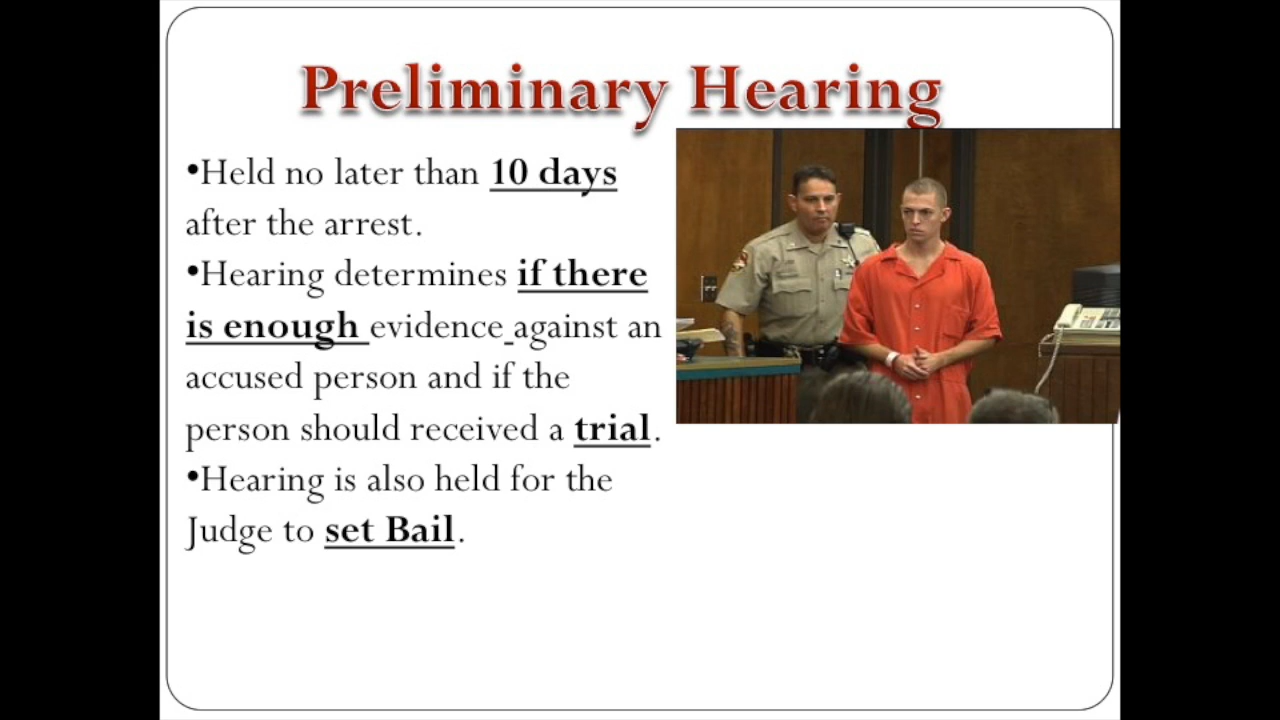 Preliminary Hearing
•Held no later than 10 days
after the arrest.
•Hearing determines if there
is enough evidence against an
accused person and if the
person should received a trial.
•Hearing is also held for the
Judge to set Bail.